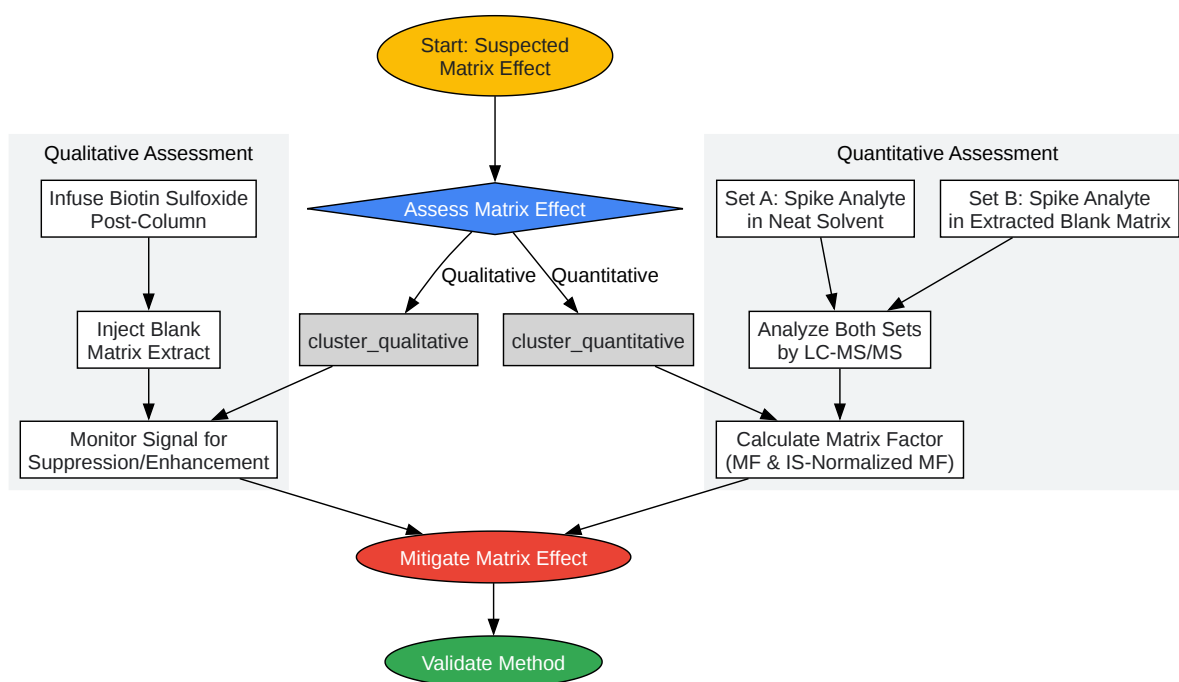 Start: Suspected
Matrix Effect
Qualitative Assessment
Quantitative Assessment
Infuse Biotin Sulfoxide
Post-Column
Assess Matrix Effect
Set A: Spike Analyte
in Neat Solvent
Set B: Spike Analyte
in Extracted Blank Matrix
Qualitative
Quantitative
Inject Blank
Matrix Extract
cluster_qualitative
cluster_quantitative
Analyze Both Sets
by LC-MS/MS
Monitor Signal for
Suppression/Enhancement
Calculate Matrix Factor
(MF & IS-Normalized MF)
Mitigate Matrix Effect
Validate Method